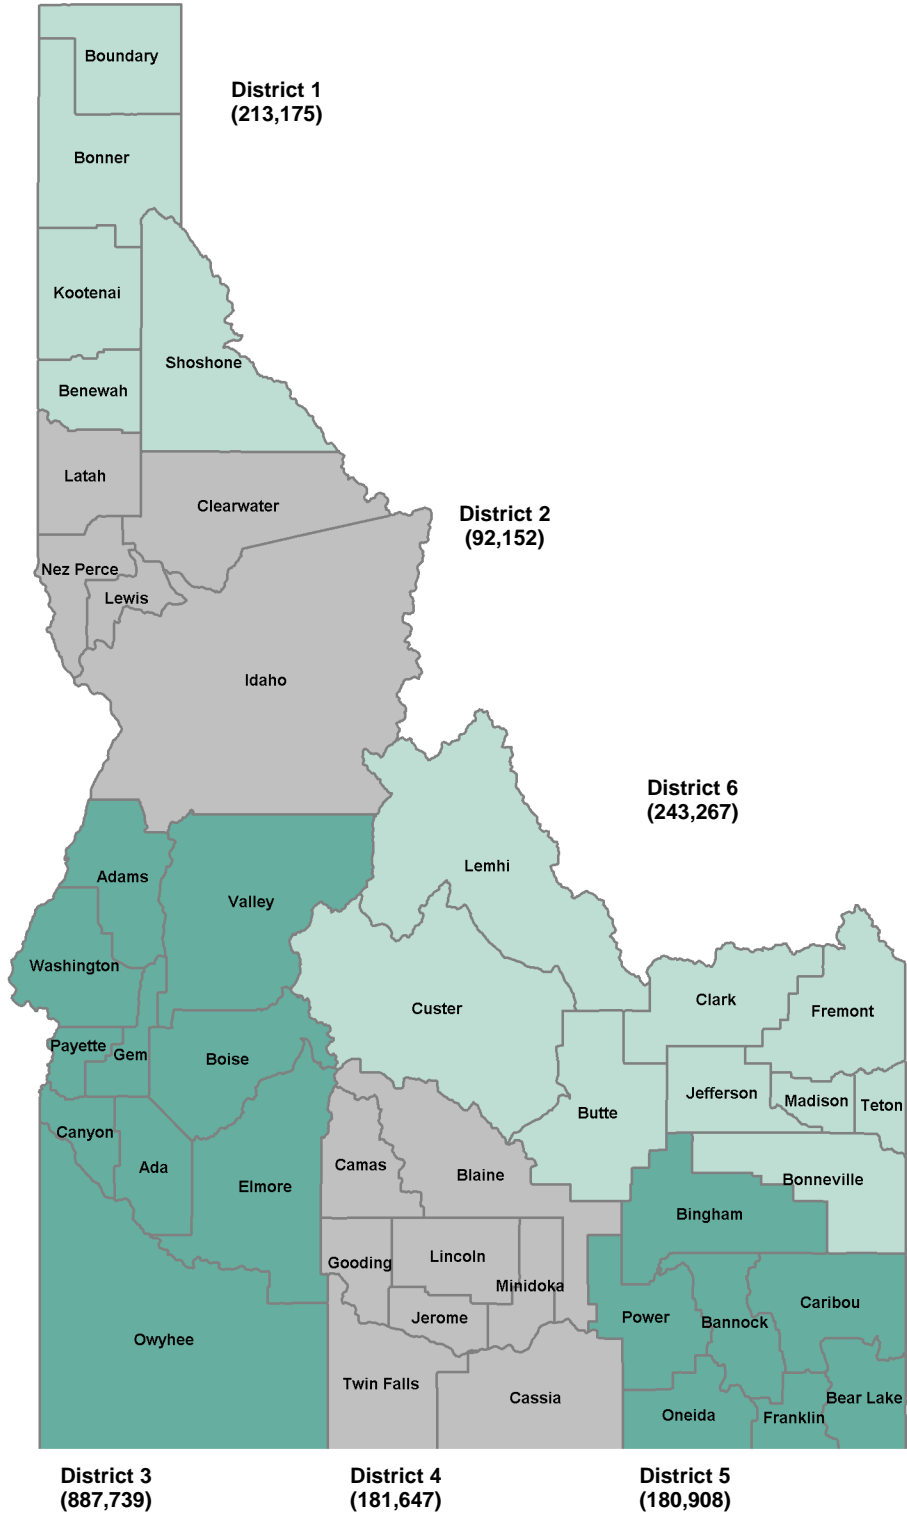 Boundary
District 1
(213,175)
Bonner
Kootenai
Shoshone
Benewah
Latah
Clearwater
District 2
(92,152)
Nez Perce
Lewis
Idaho
District 6
(243,267)
Lemhi
Adams
Valley
Washington
Custer
Clark
Fremont
Payette
Gem
Boise
Butte
Jefferson
Madison
Teton
Canyon
Ada
Elmore
Camas
Blaine
Bonneville
Bingham
Gooding
Lincoln
Minidoka
Jerome
Power
Bannock
Caribou
Owyhee
Twin Falls
Cassia
Oneida
Franklin
Bear Lake
District 3
(887,739)
District 4
(181,647)
District 5
(180,908)